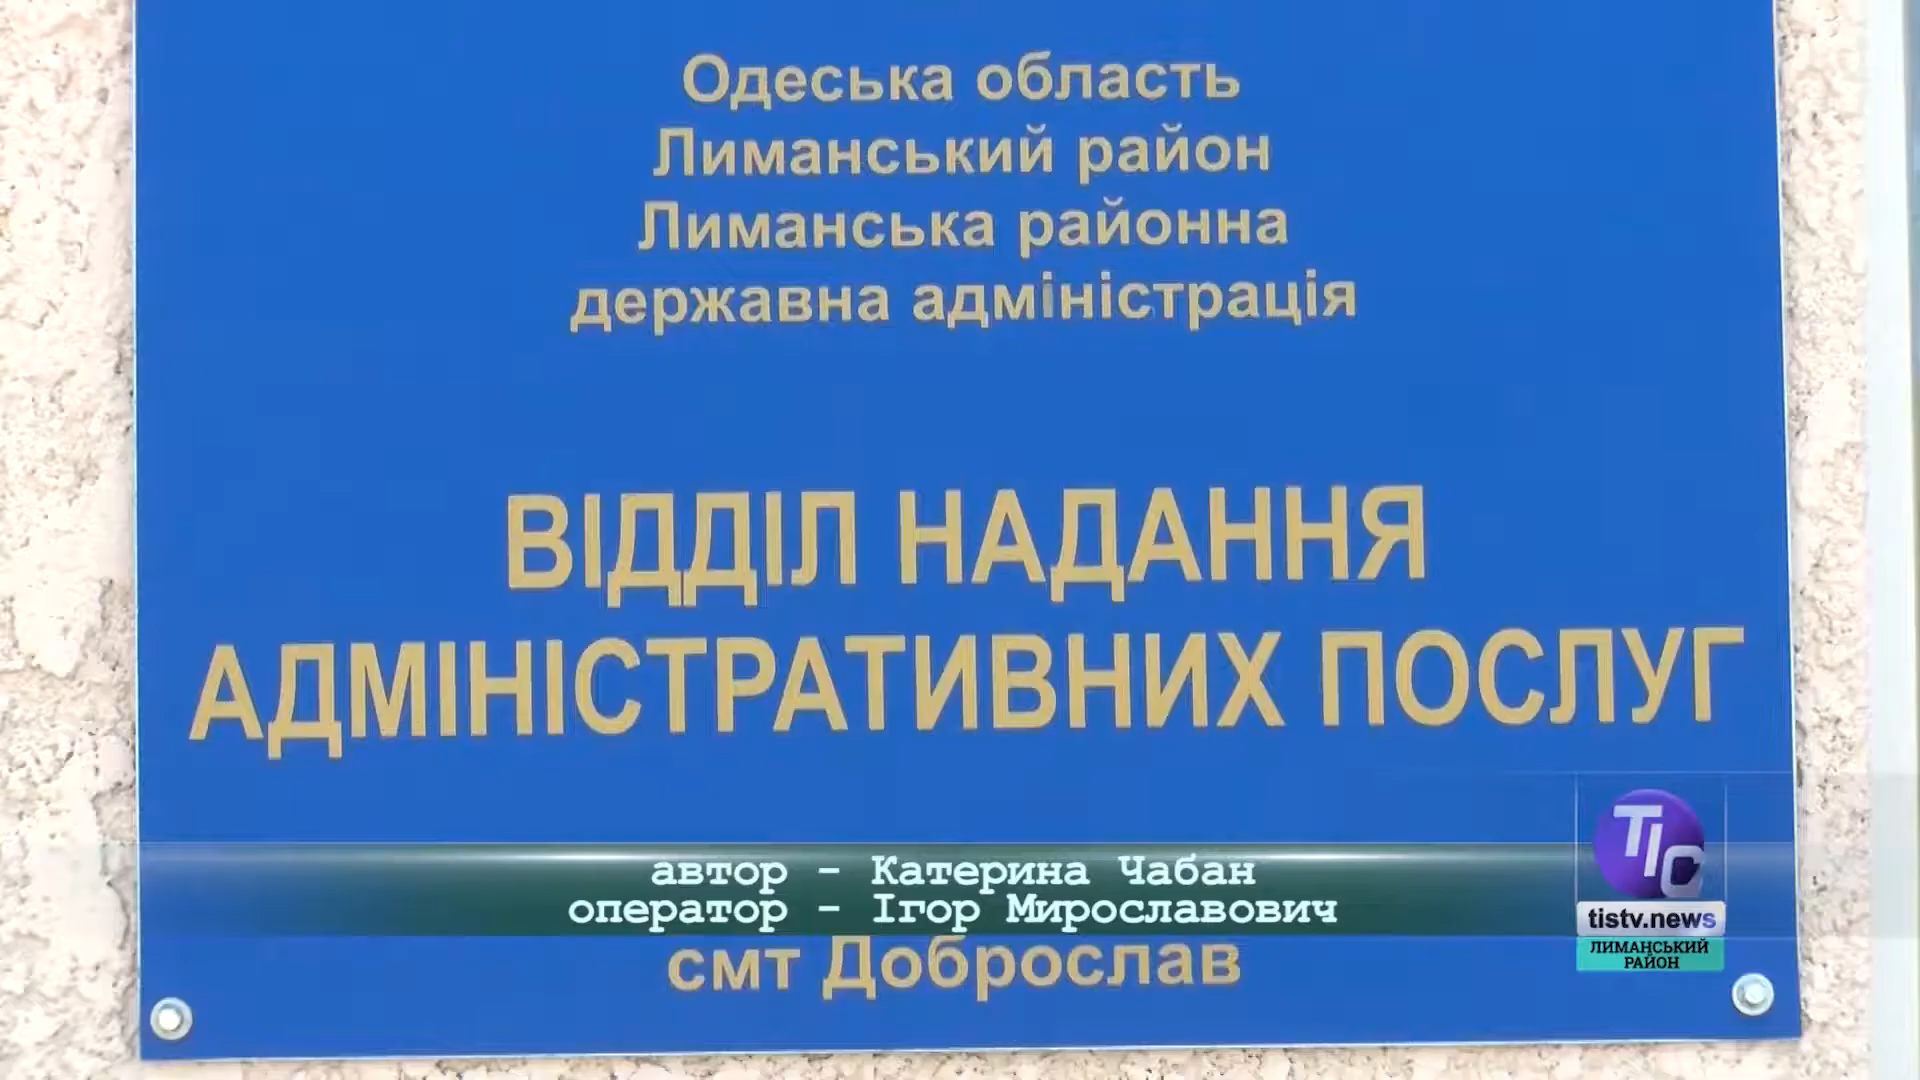 Одеська область
Лиманський район
Лиманська районна
державна адміністрація
ВІДДІЛ НАДАННЯ
АДМІНІСТРАТИВНИХ ПОСЛУГ
автор - Катерина Чабан
оператор - Ігор Мирославович
смт Доброслав
ТІС
tistv.news
ЛИМАНСЬКИЙ
РАЙОН